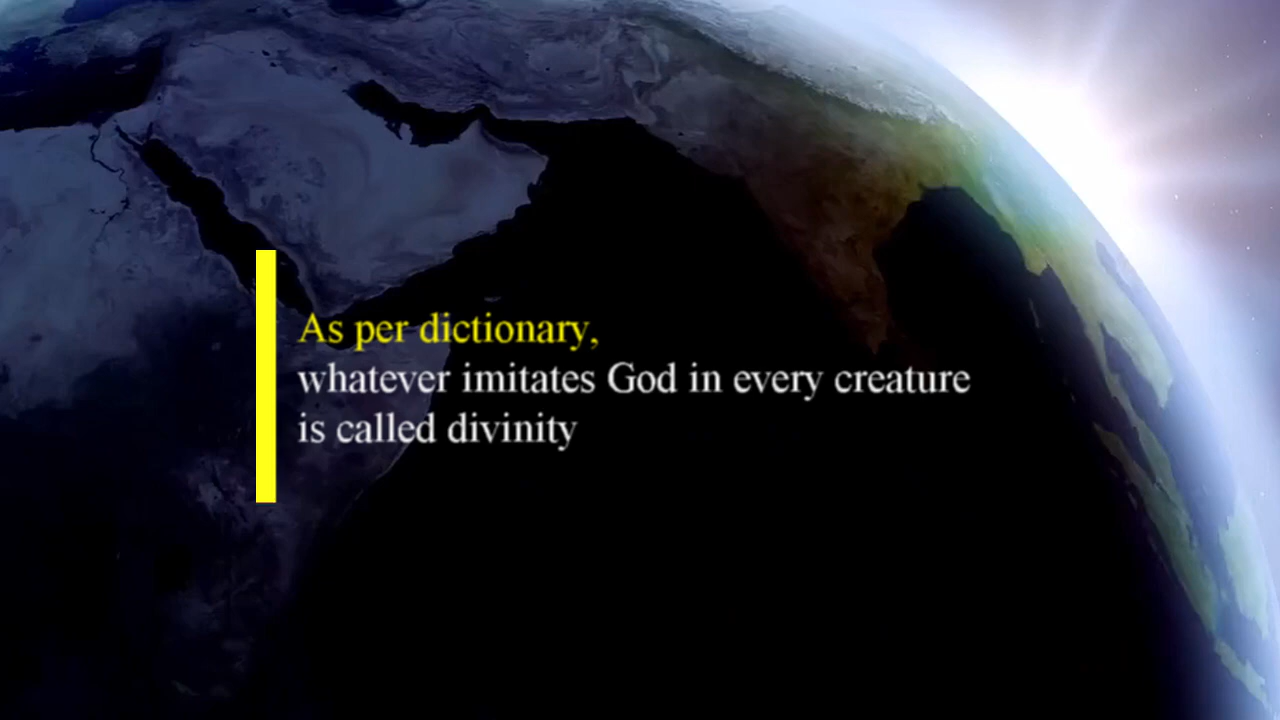 As per dictionary,
whatever imitates God in every creature
is called divinity